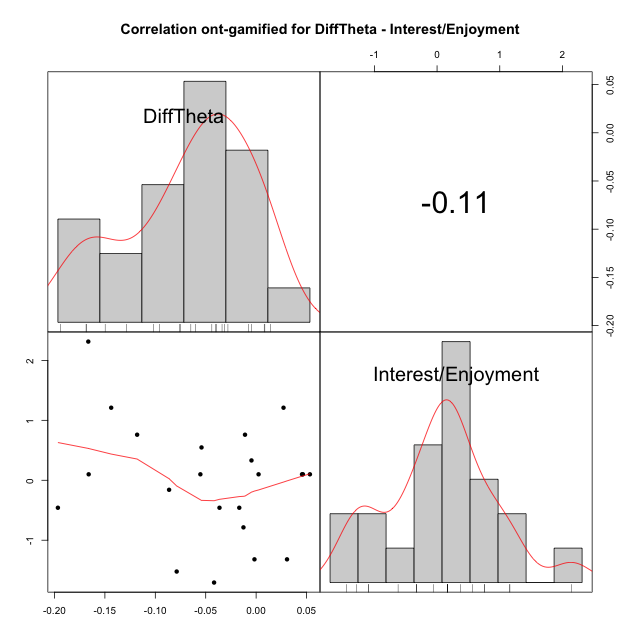 Correlation ont-gamified for DiffTheta - Interest/Enjoyment
-1 0 1 2
DiffTheta
-0.11
0.05
0.00
-0.05
-0.10
-0.15
-0.20
Interest/Enjoyment
2
1
0
-1
-0.20 -0.15 -0.10 -0.05 0.00 0.05